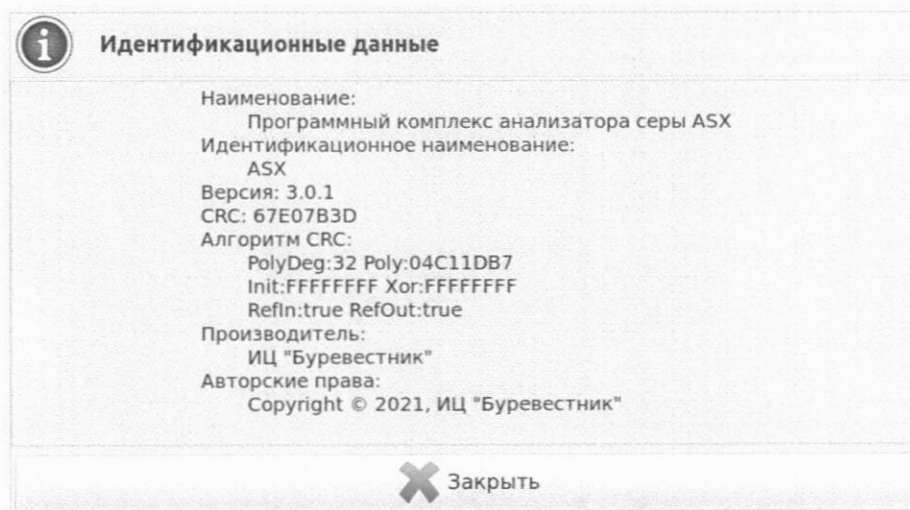 Идентификационные данные
Наименование:
Программный комплекс анализатора серы ASX
Идентификационное наименование:
ASX
Версия: 3.0.1
CRC: 67E07B3D
Алгоритм CRC:
PolyDeg:32 Poly:04C11DB7
Init:FFFFFFFF Xor:FFFFFFFF
RefIn:true RefOut:true
Производитель:
ИЦ "Буревестник"
Авторские права:
Copyright © 2021, ИЦ "Буревестник"
Закрыть